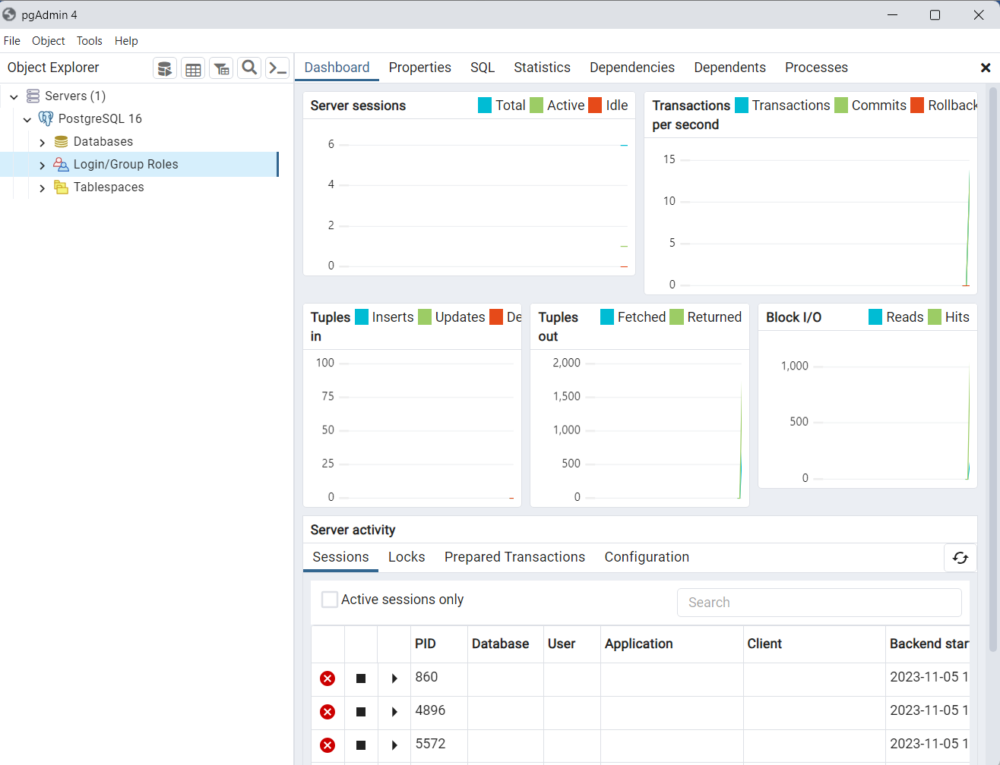 pgAdmin 4
File Object Tools Help
Object Explorer
Dashboard Properties SQL Statistics Dependencies Dependents Processes
Servers (1)
PostgreSQL 16
Databases
Login/Group Roles
Tablespaces
Server sessions Total Active Idle
6
4
2
0
Transactions per second Transactions Commits Rollback
15
10
5
0
Tuples in Inserts Updates De
100
75
50
25
0
Tuples out Fetched Returned
2,000
1,500
1,000
500
0
Block I/O Reads Hits
1,000
500
0
Server activity
Sessions Locks Prepared Transactions Configuration
Active sessions only Search
PID Database User Application Client Backend star
860 2023-11-05 1
4896 2023-11-05 1
5572 2023-11-05 1